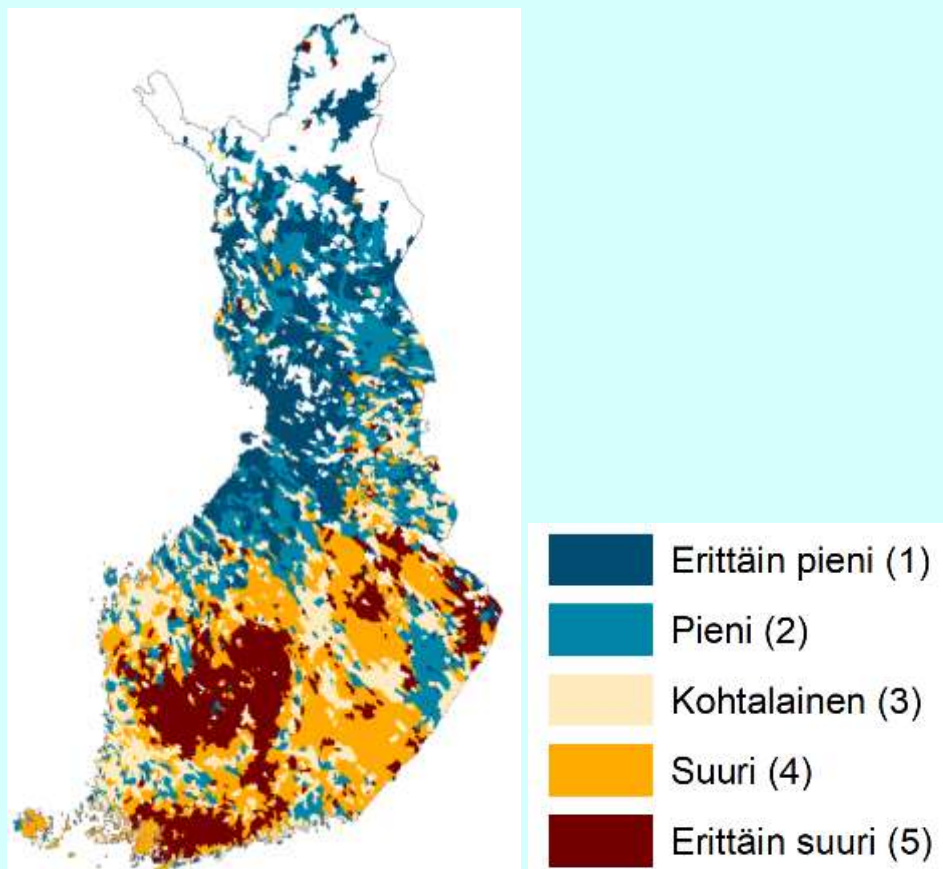 Erittäin pieni (1)
Pieni (2)
Kohtalainen (3)
Suuri (4)
Erittäin suuri (5)